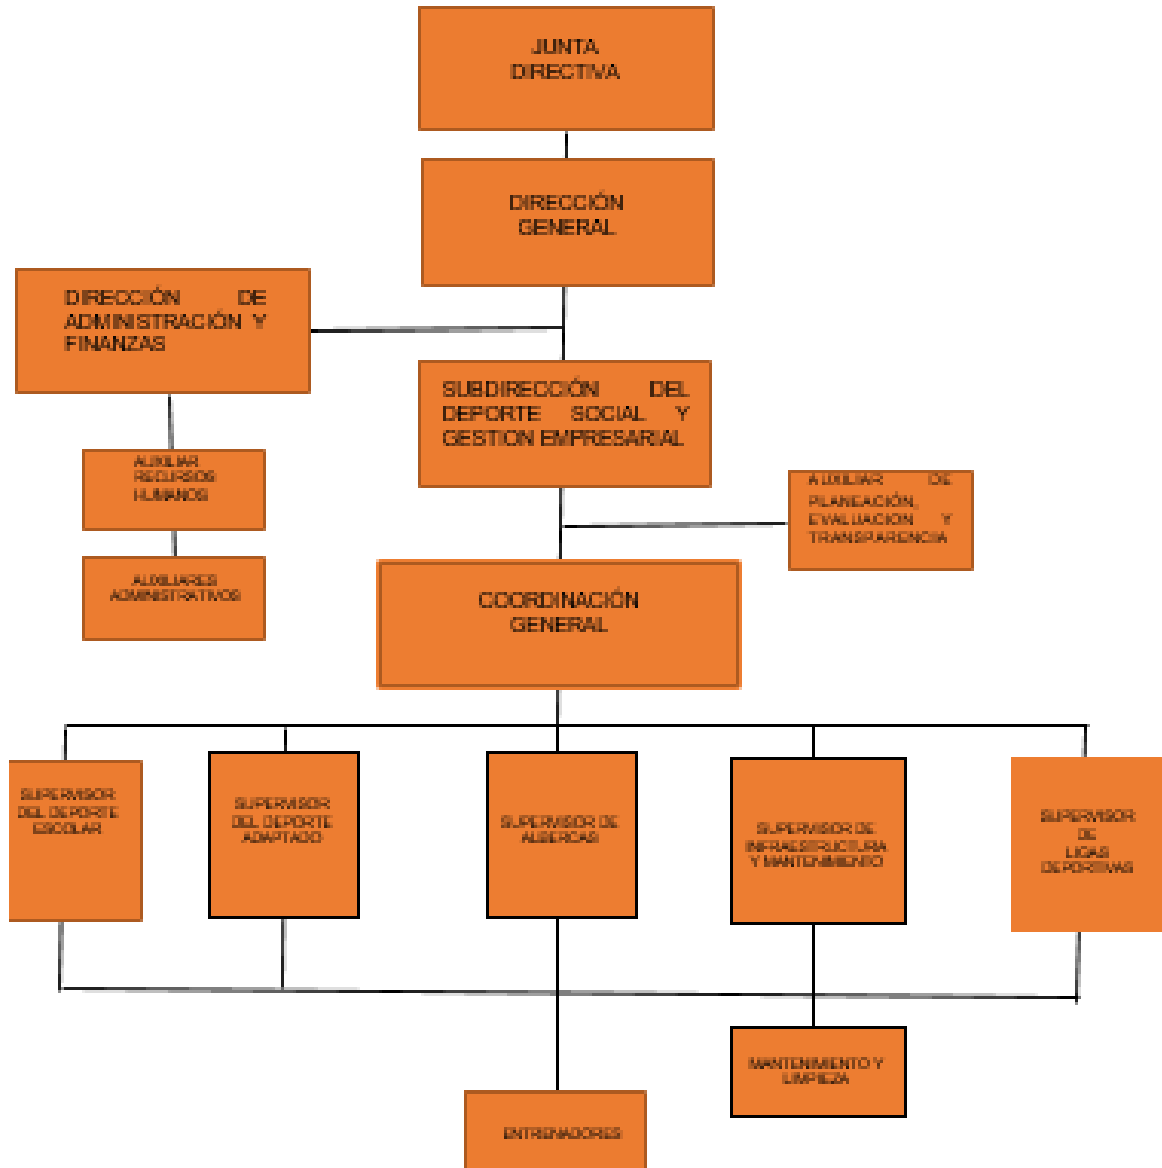 JUNTA
DIRECTIVA
DIRECCIÓN
GENERAL
DIRECCIÓN DE
ADMINISTRACIÓN Y
FINANZAS
SUBDIRECCIÓN DEL
DEPORTE SOCIAL Y
GESTION EMPRESARIAL
AUXILIAR
RECURSOS
HUMANOS
AUXILIAR DE
PLANEACIÓN,
EVALUACION Y
TRANSPARENCIA
AUXILIARES
ADMINISTRATIVOS
COORDINACIÓN
GENERAL
SUPERVISOR
DEL DEPORTE
ESCOLAR
SUPERVISOR
DEL DEPORTE
ADAPTADO
SUPERVISOR DE
ALBERCAS
SUPERVISOR DE
INFRAESTRUCTURA
Y MANTENIMIENTO
SUPERVISOR
DE
LIGAS
DEPORTIVAS
MANTENIMIENTO Y
LIMPIEZA
ENTRENADORES